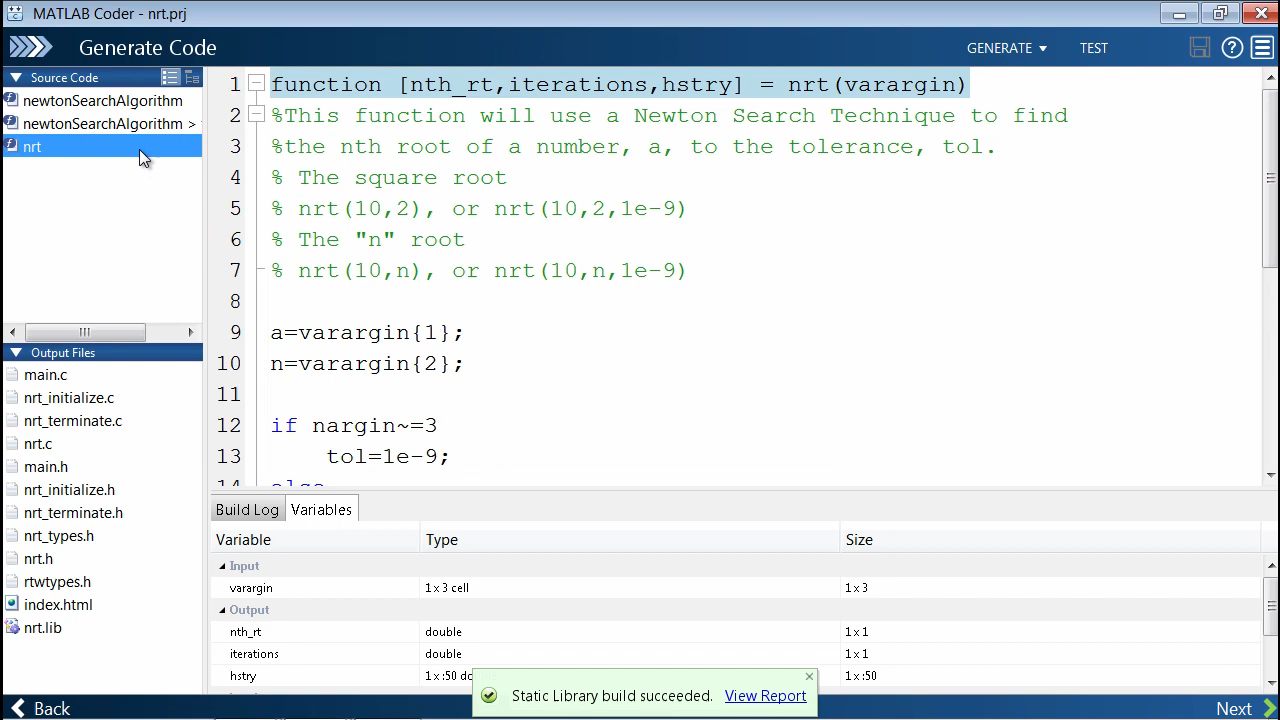 MATLAB Coder - nrt.prj
Generate Code
GENERATE
TEST
Source Code
newtonSearchAlgorithm
newtonSearchAlgorithm >
nrt
1 function [nth_rt,iterations,hstry] = nrt(varargin)
2 %This function will use a Newton Search Technique to find
3 %the nth root of a number, a, to the tolerance, tol.
4 % The square root
5 % nrt(10,2), or nrt(10,2,1e-9)
6 % The "n" root
7 % nrt(10,n), or nrt(10,n,1e-9)
8
9 a=varargin{1};
10 n=varargin{2};
11
12 if nargin~=3
13 tol=1e-9;
14 else
Output Files
main.c
nrt_initialize.c
nrt_terminate.c
nrt.c
main.h
nrt_initialize.h
nrt_terminate.h
nrt_types.h
nrt.h
rtwtypes.h
index.html
nrt.lib
Build Log Variables
Variable Type Size
Input
varargin 1 x 3 cell 1 x 3
Output
nth_rt double 1 x 1
iterations double 1 x 1
hstry 1 x :50 1 x :50
Static Library build succeeded. View Report
Back
Next